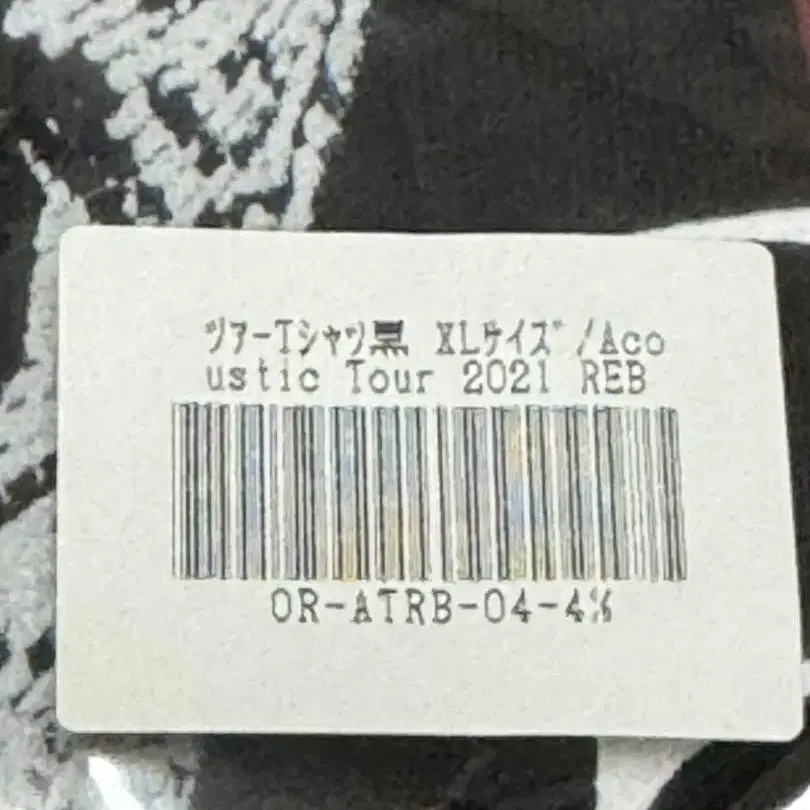 ﾂｱｰTｼｬﾂ黒 XLｻｲｽﾞ/Aco
ustic Tour 2021 REB
OR-ATRB-04-4%